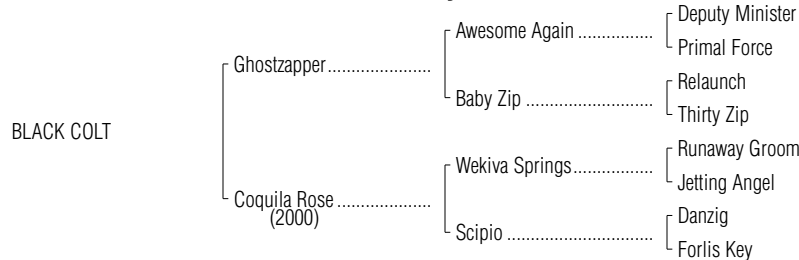 Deputy Minister
Awesome Again ................
Primal Force
Ghostzapper......................
Relaunch
Baby Zip ...........................
Thirty Zip
BLACK COLT
Runaway Groom
Wekiva Springs.................
Jetting Angel
Coquila Rose ....................
(2000)
Danzig
Scipio ...............................
Forlis Key